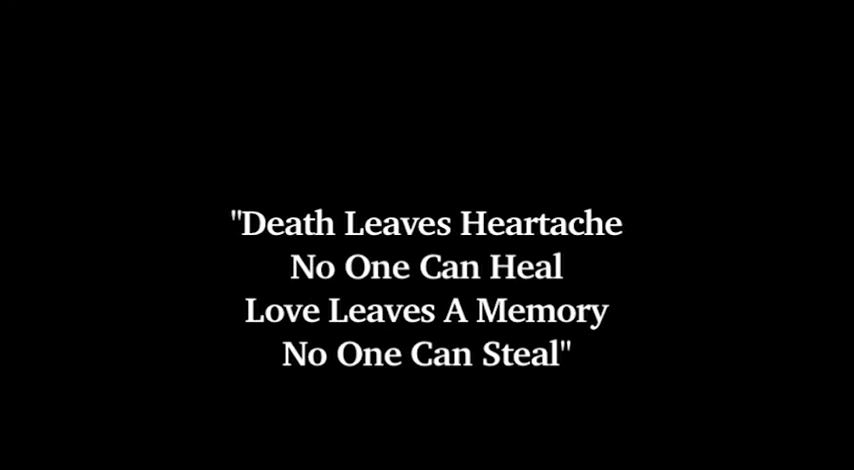 "Death Leaves Heartache
No One Can Heal
Love Leaves A Memory
No One Can Steal"